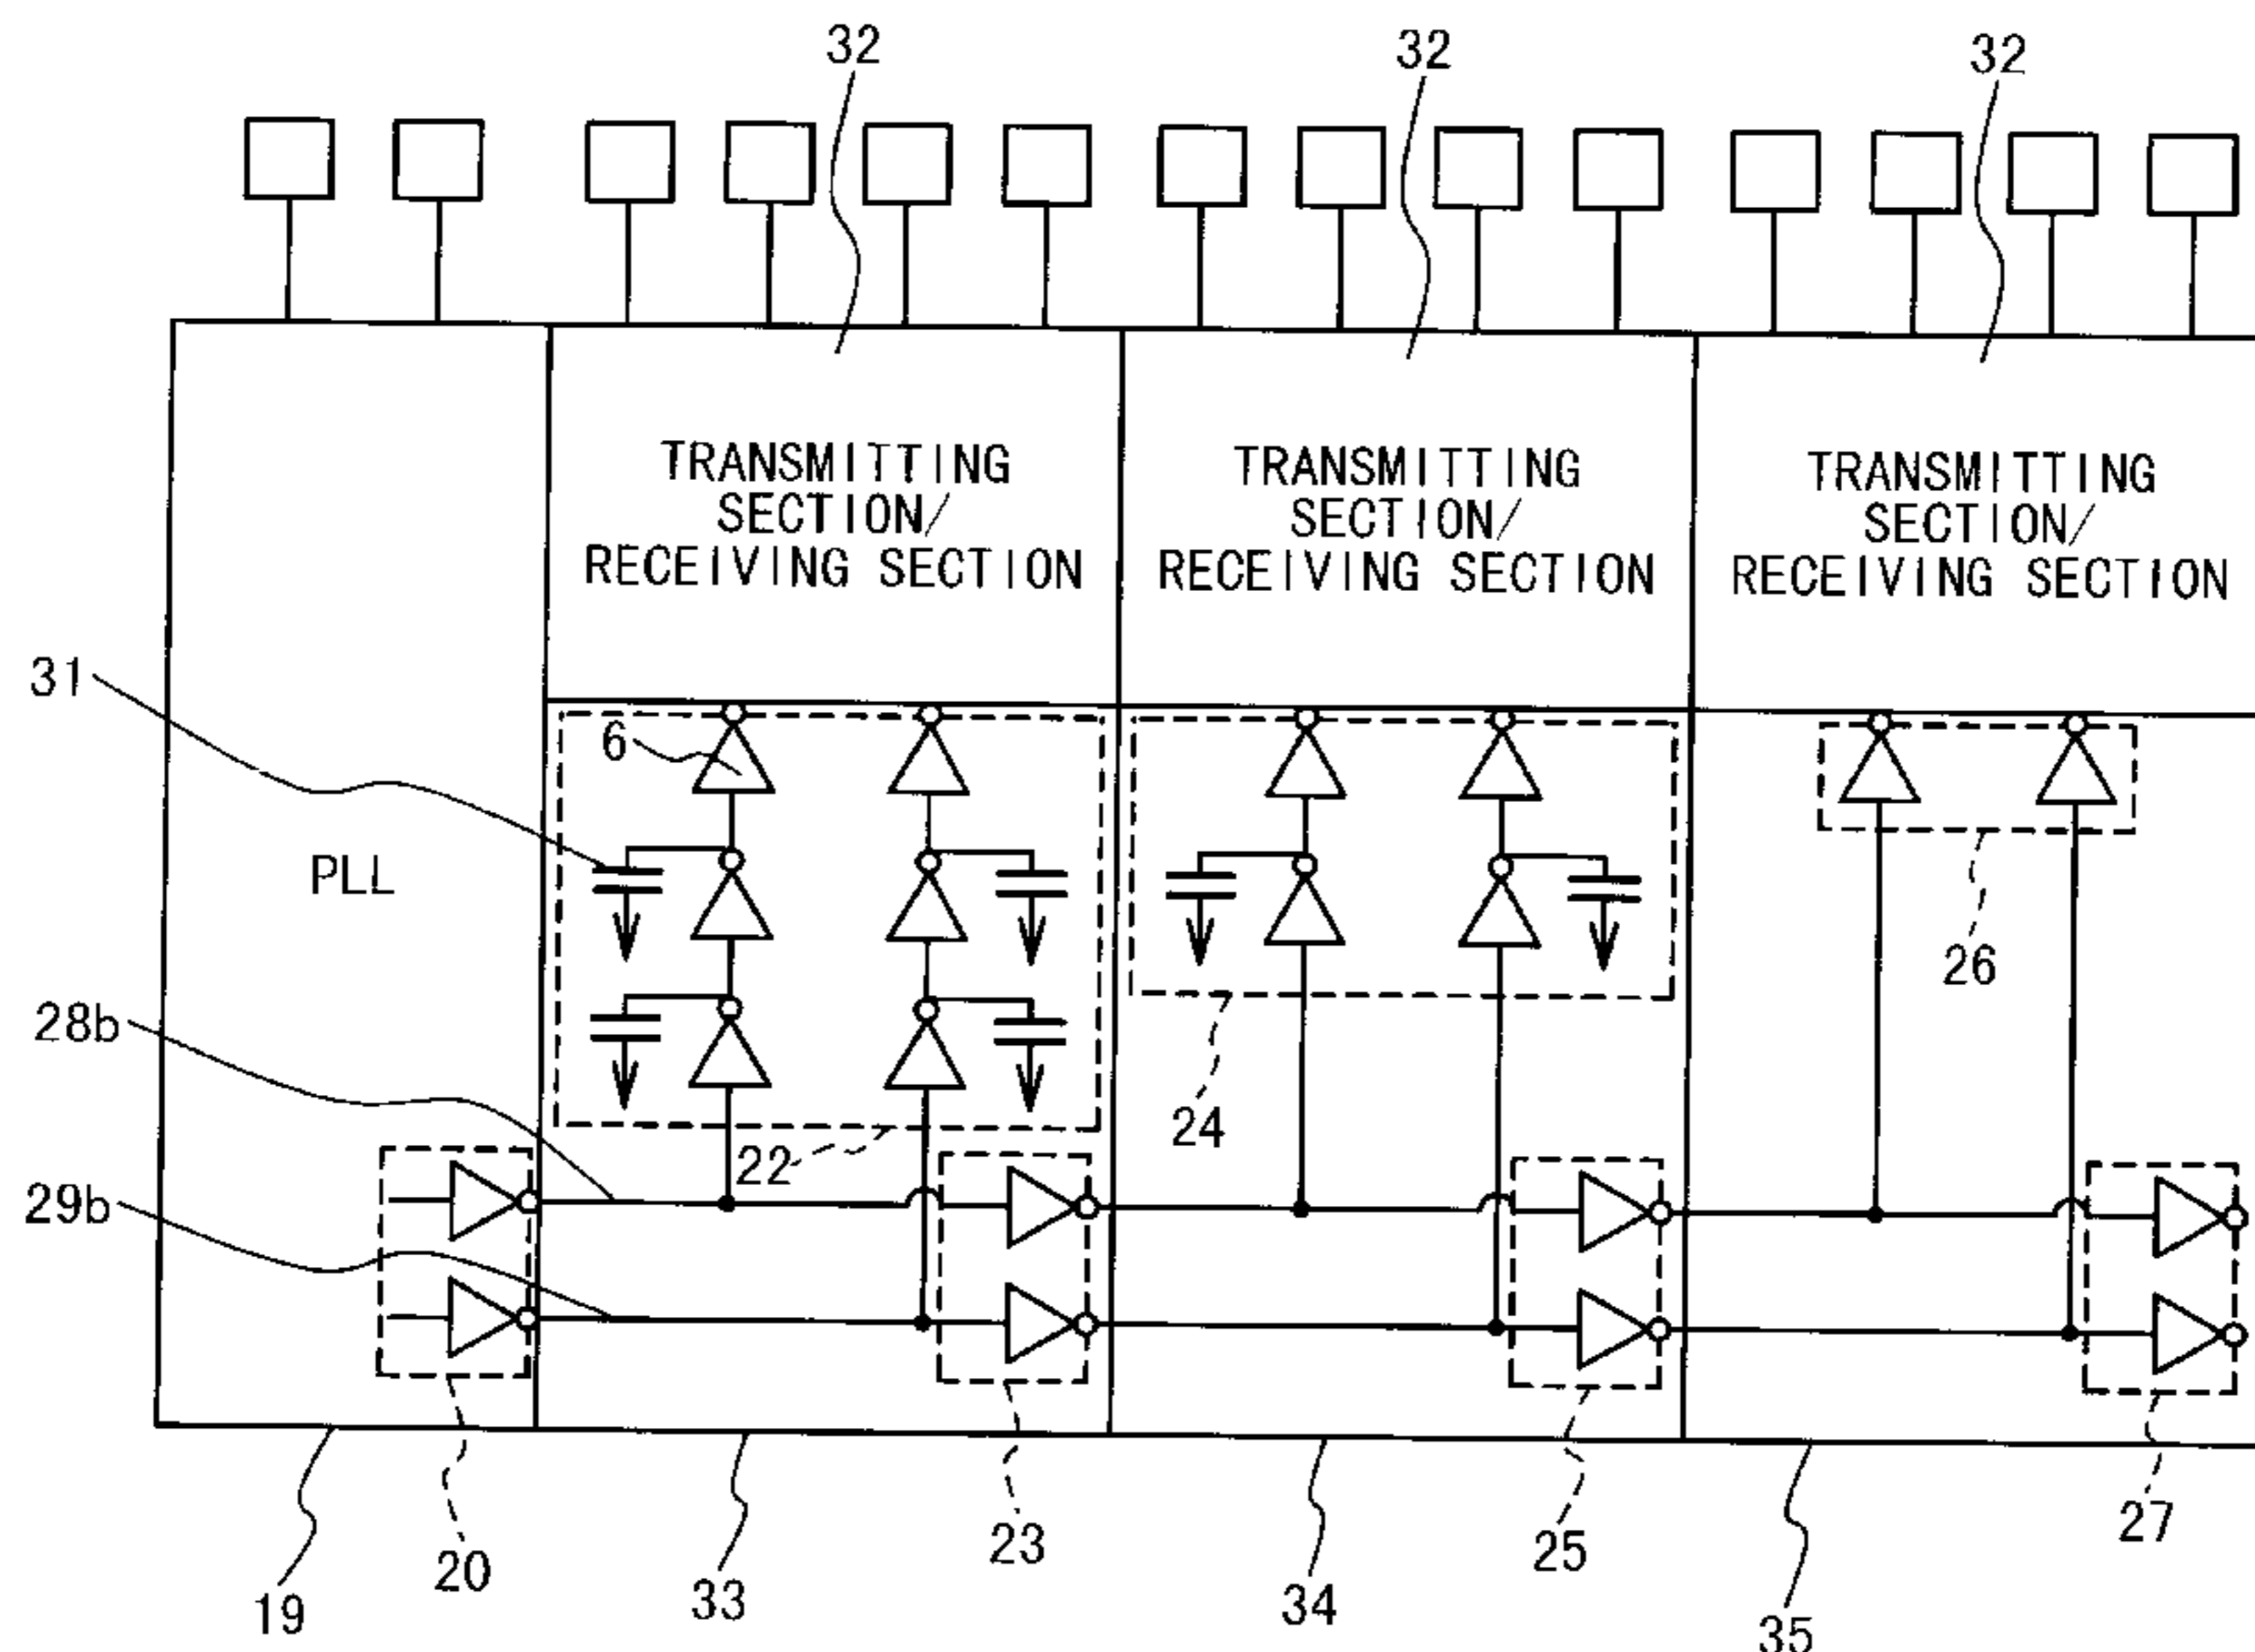 32
32
32
TRANSMITTING
SECTION/
RECEIVING SECTION
TRANSMITTING
SECTION/
RECEIVING SECTION
TRANSMITTING
SECTION/
RECEIVING SECTION
31
6
PLL
26
28b
24
22
29b
20
23
25
27
19
33
34
35